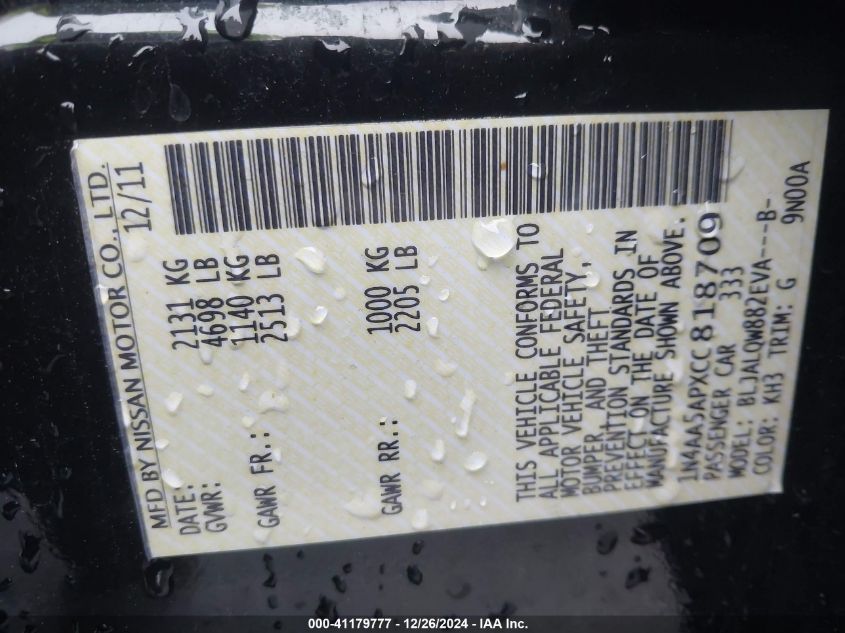 MFD BY NISSAN MOTOR CO., LTD.
DATE: 12/11
GVWR: 2131 KG
4698 LB
GAWR FR.: 1140 KG
2513 LB
GAWR RR.: 1000 KG
2205 LB
THIS VEHICLE CONFORMS TO
ALL APPLICABLE FEDERAL
MOTOR VEHICLE SAFETY,
BUMPER, AND THEFT
PREVENTION STANDARDS IN
EFFECT ON THE DATE OF
MANUFACTURE SHOWN ABOVE.
1N4AA5APXCC818709
PASSENGER CAR 333
MODEL: BLJALQW882EVA---B-
COLOR: KH3 TRIM: G 9N00A
000-41179777 - 12/26/2024 - IAA Inc.